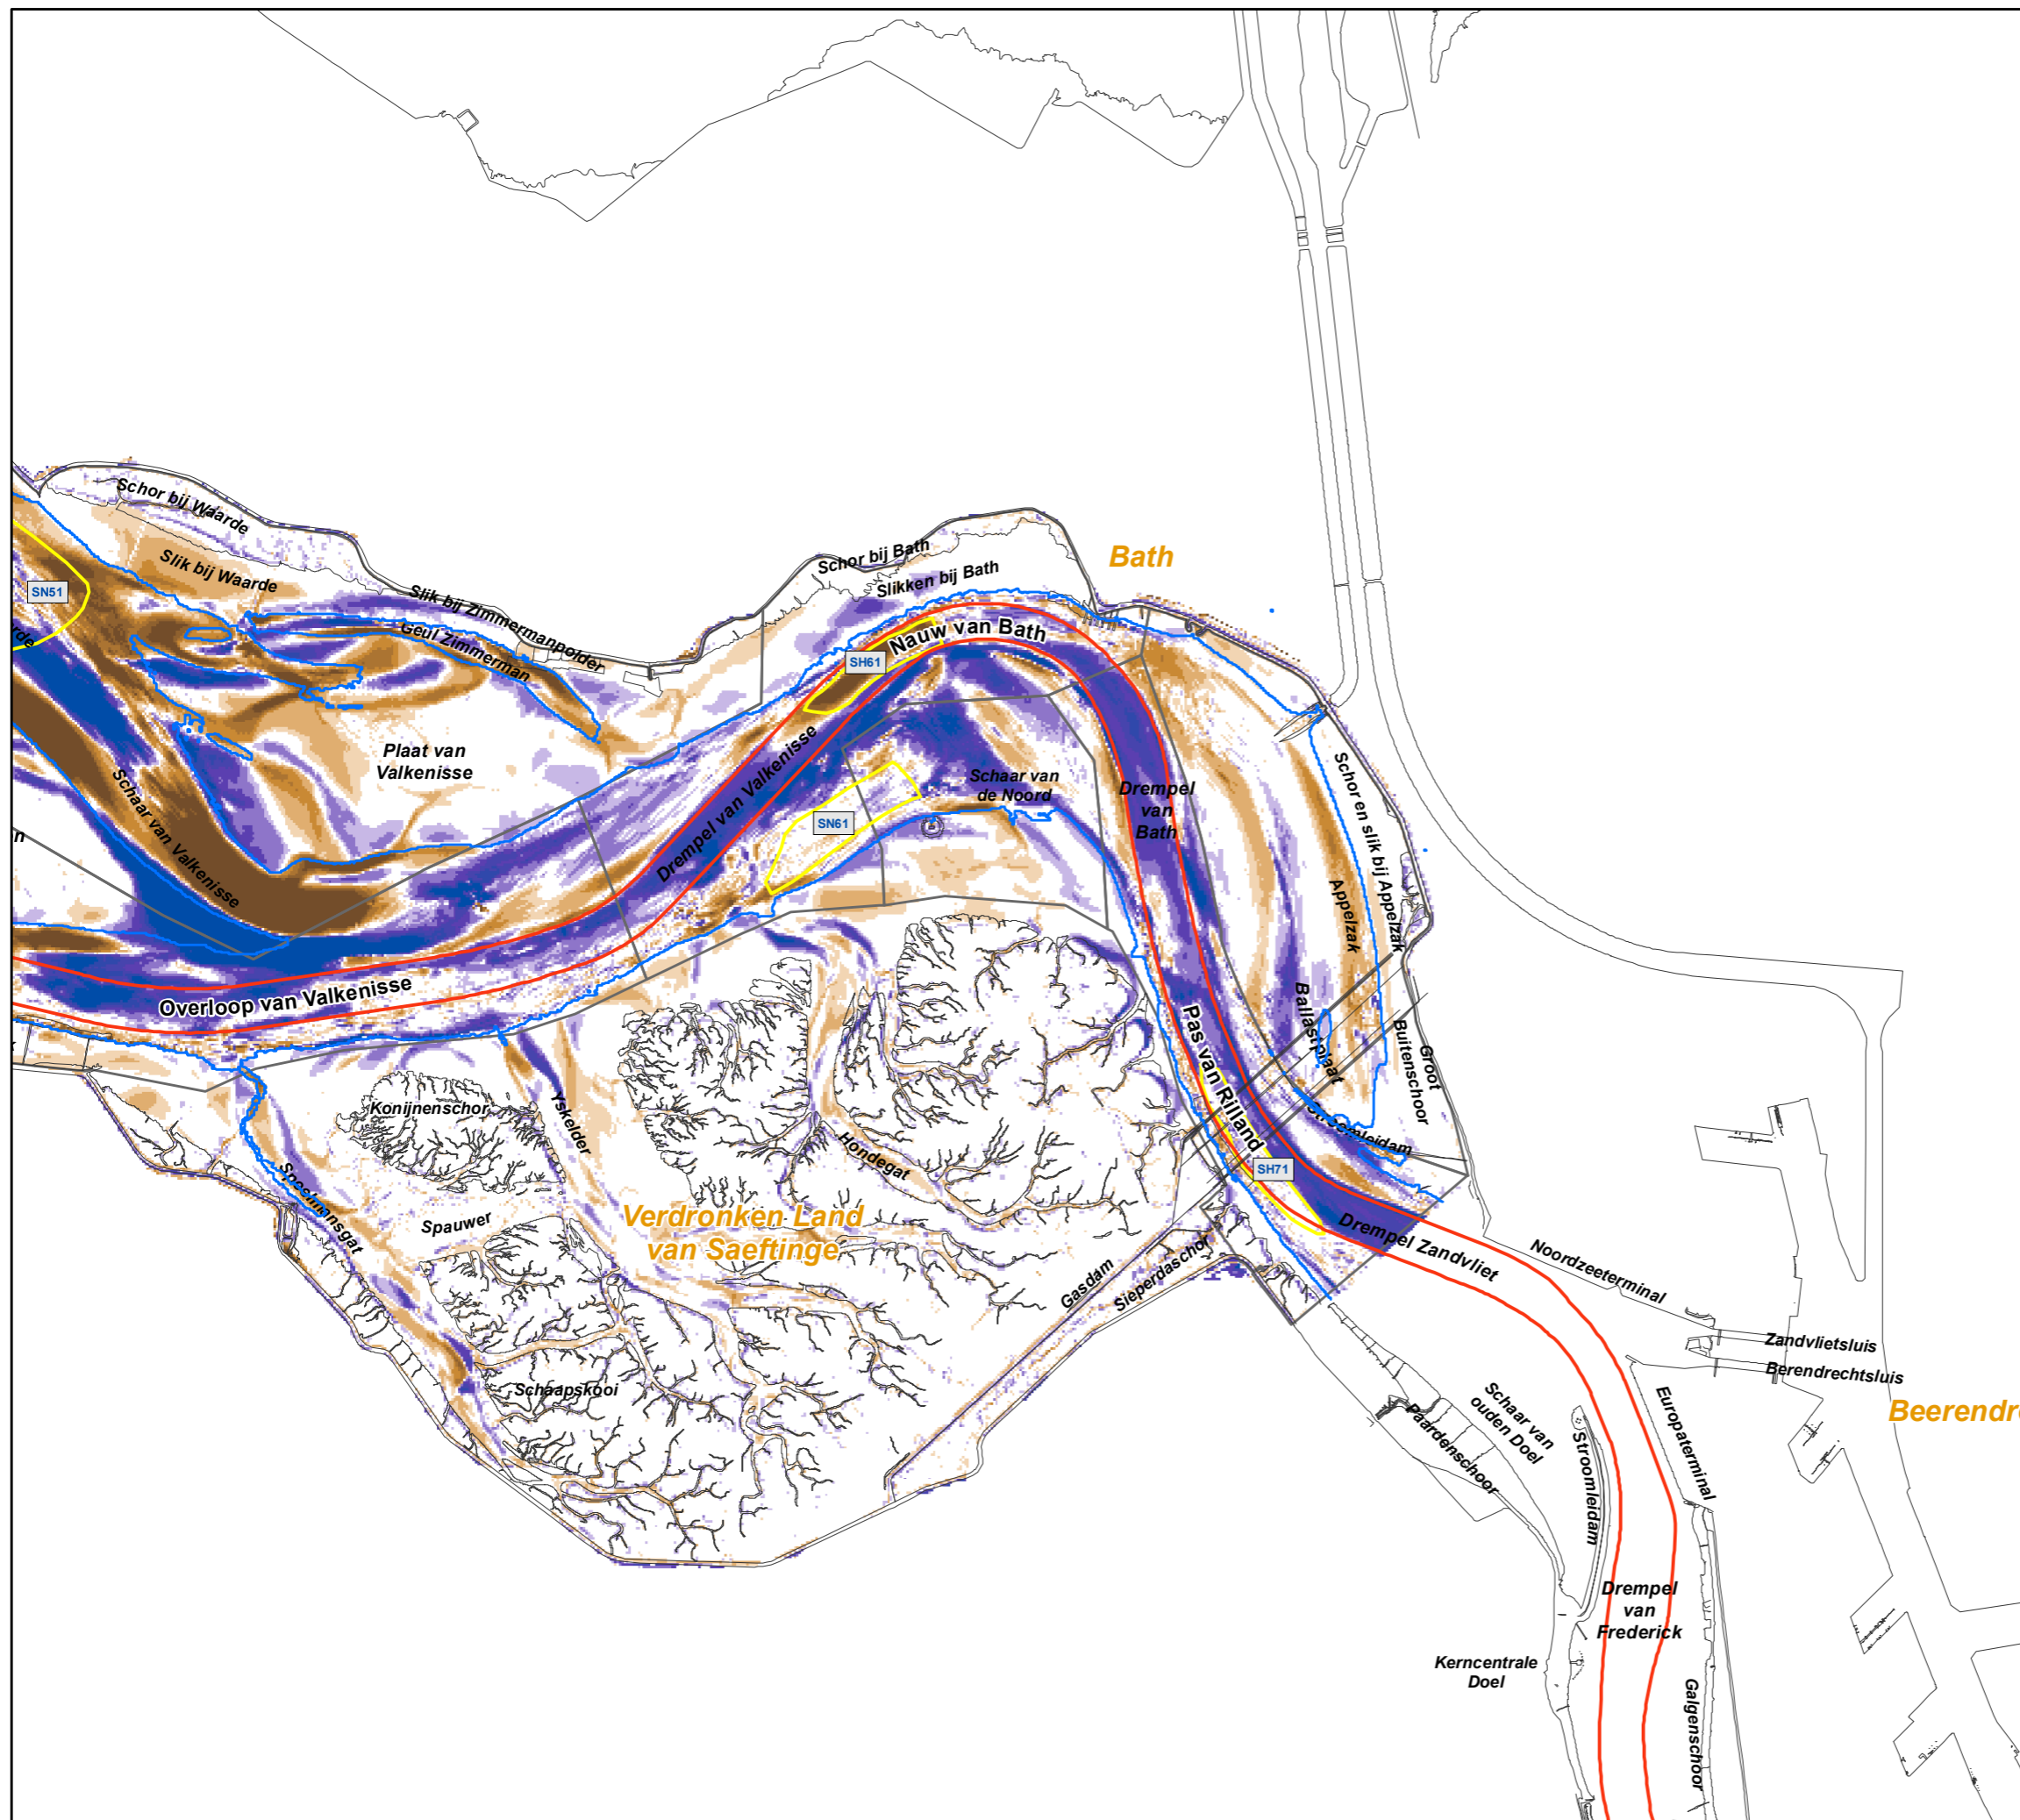 Schor bij Waarde
Slik bij Waarde
SN51
Slik bij Zimmermanpolder
Geul Zimmerman
Schor bij Bath
Slikken bij Bath
Bath
Nauw van Bath
SH61
Plaat van
Valkenisse
Schaar van Valkenisse
Drempel van Valkenisse
SN61
Schaar van
de Noord
Drempel
van
Bath
Schor en slik bij Appelzak
Appelzak
Overloop van Valkenisse
Pas van Rilland
Ballastplaat
Groot
Buitenschoor
Stroomleidam
SH71
Konijnenschor
Yskelder
Hondegat
Speelmansgat
Spauwer
Verdronken Land
van Saeftinge
Gasdam
Sieperdaschor
Schaapskooi
Drempel Zandvliet
Noordzeeterminal
Zandvlietsluis
Berendrechtsluis
Beerendre
Europaterminal
Schaar van
ouden Doel
Paardenschoor
Stroomleidam
Drempel
van
Frederick
Kerncentrale
Doel
Galgenschoor